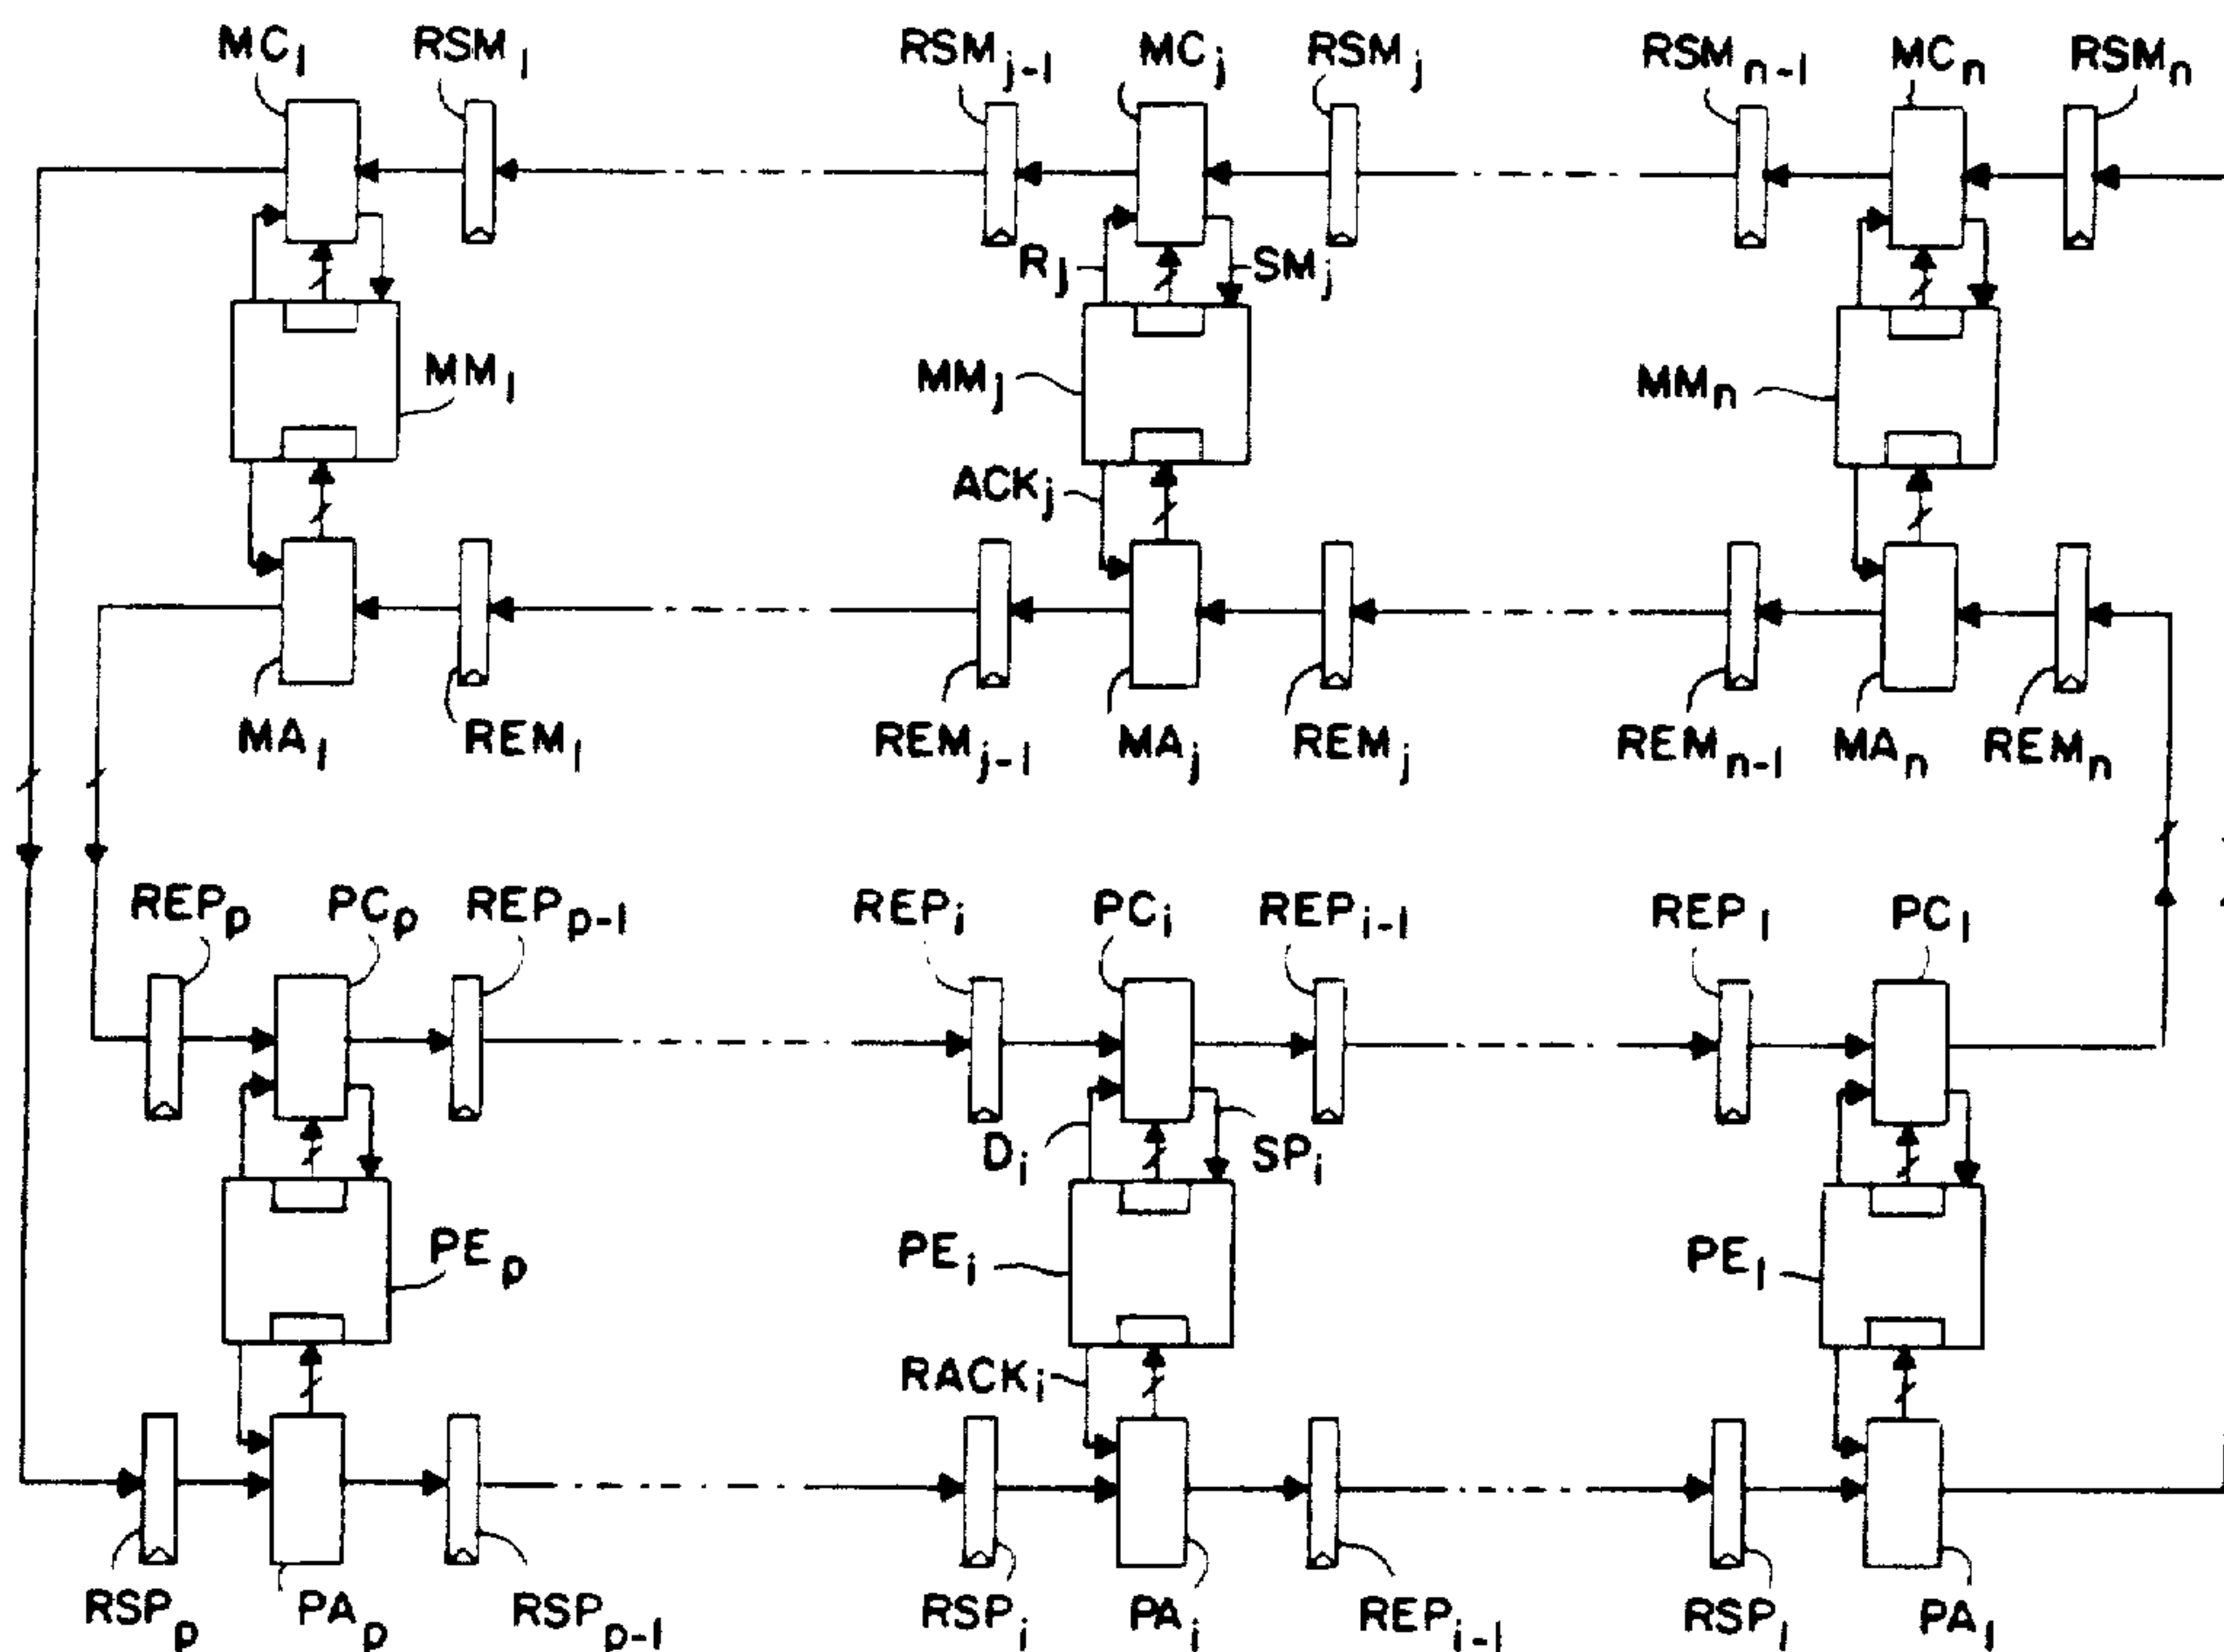 MC₁ RSM₁ RSMⱼ₋₁ MCⱼ RSMⱼ RSMₙ₋₁ MCₙ RSMₙ
Rⱼ SMⱼ
MM₁ MMⱼ MMₙ
ACKⱼ
MA₁ REM₁ REMⱼ₋₁ MAⱼ REMⱼ REMₙ₋₁ MAₙ REMₙ
REPₚ PCₚ REPₚ₋₁ REPᵢ PCᵢ REPᵢ₋₁ REP₁ PC₁
Dᵢ SPᵢ
PEₚ PEᵢ PE₁
RACKᵢ
RSPₚ PAₚ RSPₚ₋₁ RSPᵢ PAᵢ REPᵢ₋₁ RSP₁ PA₁